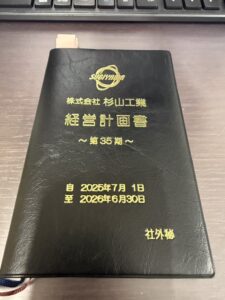 SUGIYAMA
株式会社 杉山工業
経営計画書
～第35期～
自 2025年7月 1日
至 2026年6月30日
社外秘